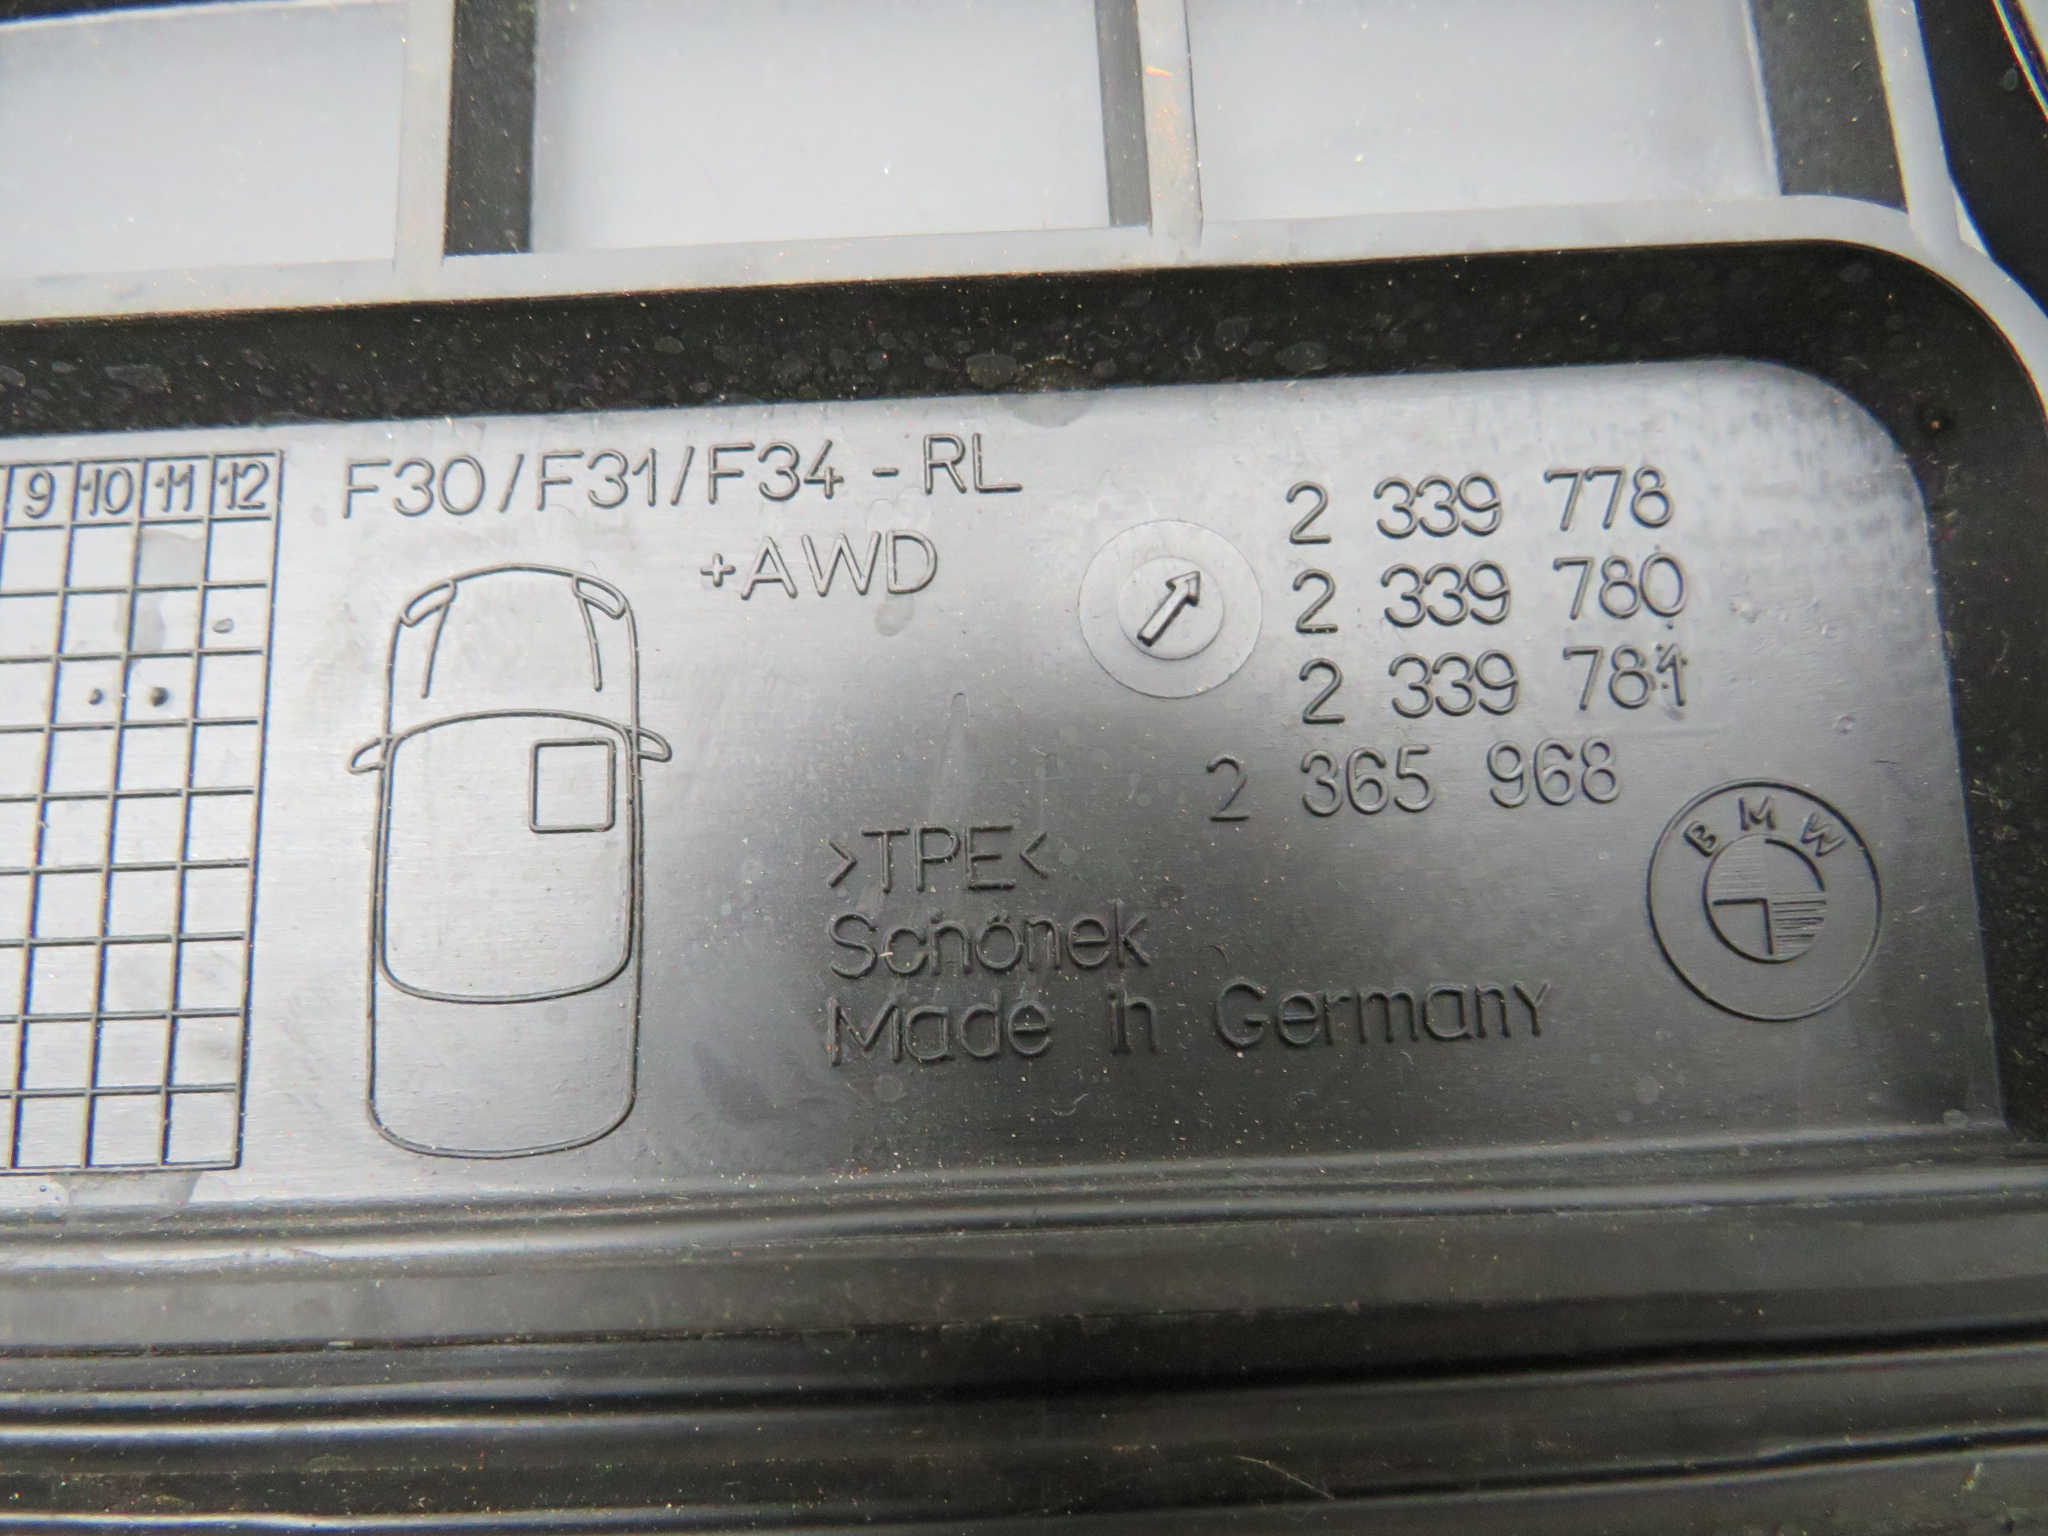 9 10 11 12
F30/F31/F34 - RL
+AWD
2 339 778
2 339 780
2 339 781
2 365 968
>TPE<
Schönek
Made in Germany
BMW